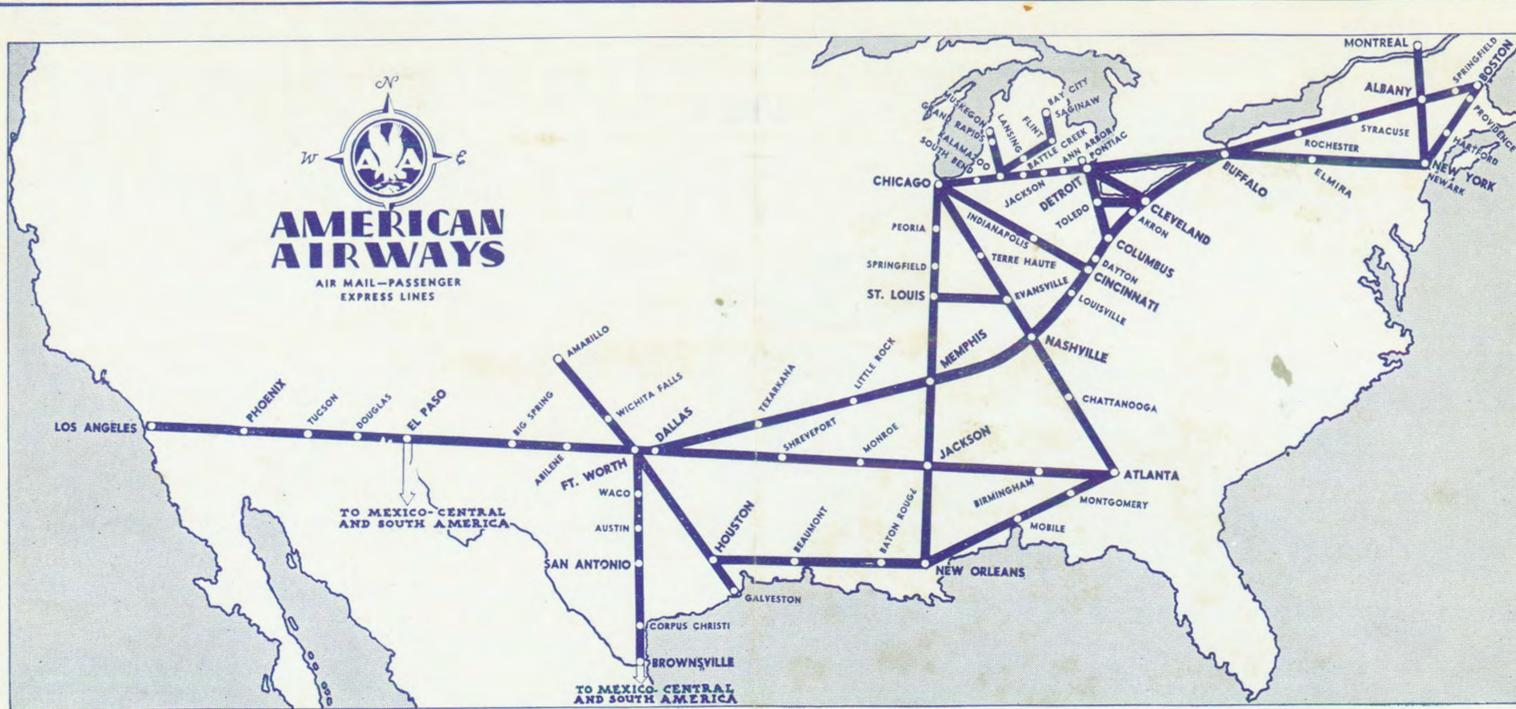 N
W
E
AA
AMERICAN
AIRWAYS
AIR MAIL—PASSENGER
EXPRESS LINES
MONTREAL
ALBANY
SPRINGFIELD
BOSTON
PROVIDENCE
HARTFORD
NEW YORK
NEWARK
SYRACUSE
ROCHESTER
ELMIRA
BUFFALO
BAY CITY
SAGINAW
FLINT
LANSING
MUSKEGON
GRAND RAPIDS
KALAMAZOO
SOUTH BEND
BATTLE CREEK
ANN ARBOR
PONTIAC
JACKSON
DETROIT
TOLEDO
CLEVELAND
AKRON
COLUMBUS
DAYTON
CINCINNATI
LOUISVILLE
CHICAGO
PEORIA
SPRINGFIELD
ST. LOUIS
INDIANAPOLIS
TERRE HAUTE
EVANSVILLE
NASHVILLE
CHATTANOOGA
ATLANTA
MEMPHIS
LITTLE ROCK
TEXARKANA
AMARILLO
WICHITA FALLS
DALLAS
FT. WORTH
SHREVEPORT
MONROE
JACKSON
BIRMINGHAM
MONTGOMERY
MOBILE
NEW ORLEANS
BATON ROUGÉ
BEAUMONT
HOUSTON
GALVESTON
LOS ANGELES
PHOENIX
TUCSON
DOUGLAS
EL PASO
BIG SPRING
ABILENE
TO MEXICO-CENTRAL
AND SOUTH AMERICA
WACO
AUSTIN
SAN ANTONIO
CORPUS CHRISTI
BROWNSVILLE
TO MEXICO-CENTRAL
AND SOUTH AMERICA